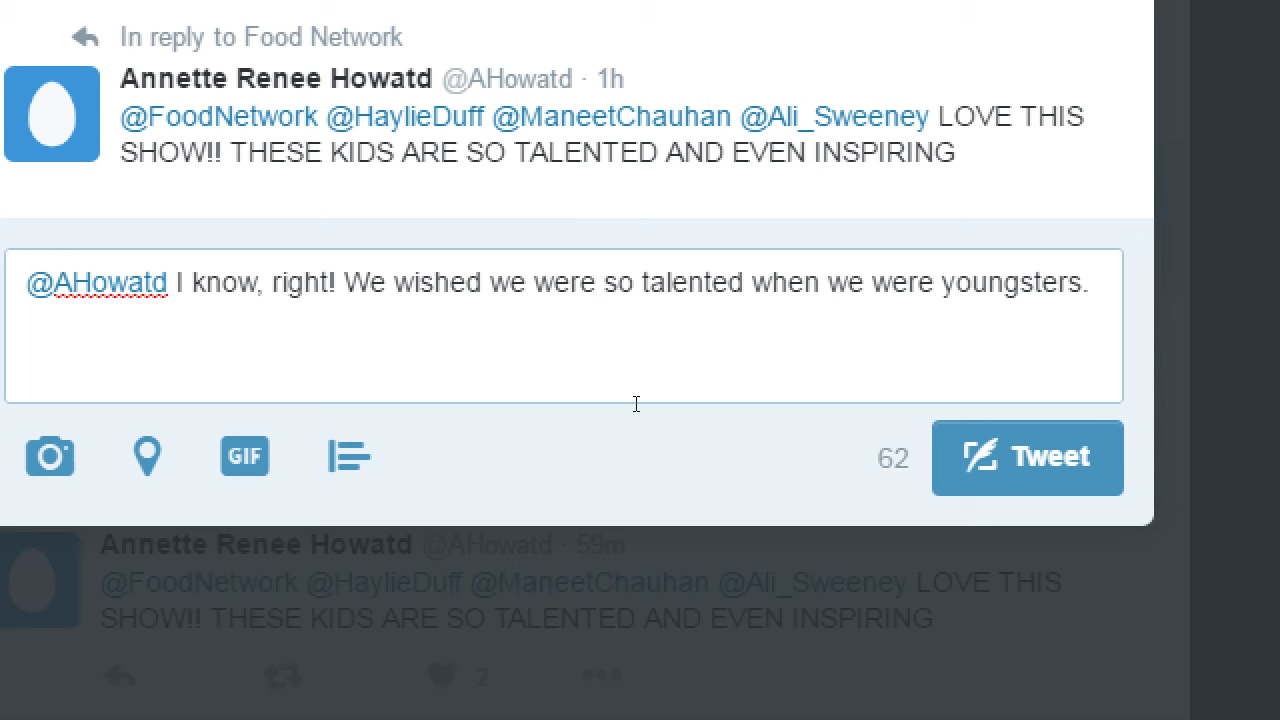 In reply to Food Network
Annette Renee Howatd @AHowatd · 1h
@FoodNetwork @HaylieDuff @ManeetChauhan @Ali_Sweeney LOVE THIS
SHOW!! THESE KIDS ARE SO TALENTED AND EVEN INSPIRING
@AHowatd I know, right! We wished we were so talented when we were youngsters.
GIF
62 Tweet
Annette Renee Howatd @AHowatd · 59m
@FoodNetwork @HaylieDuff @ManeetChauhan @Ali_Sweeney LOVE THIS
SHOW!! THESE KIDS ARE SO TALENTED AND EVEN INSPIRING
2